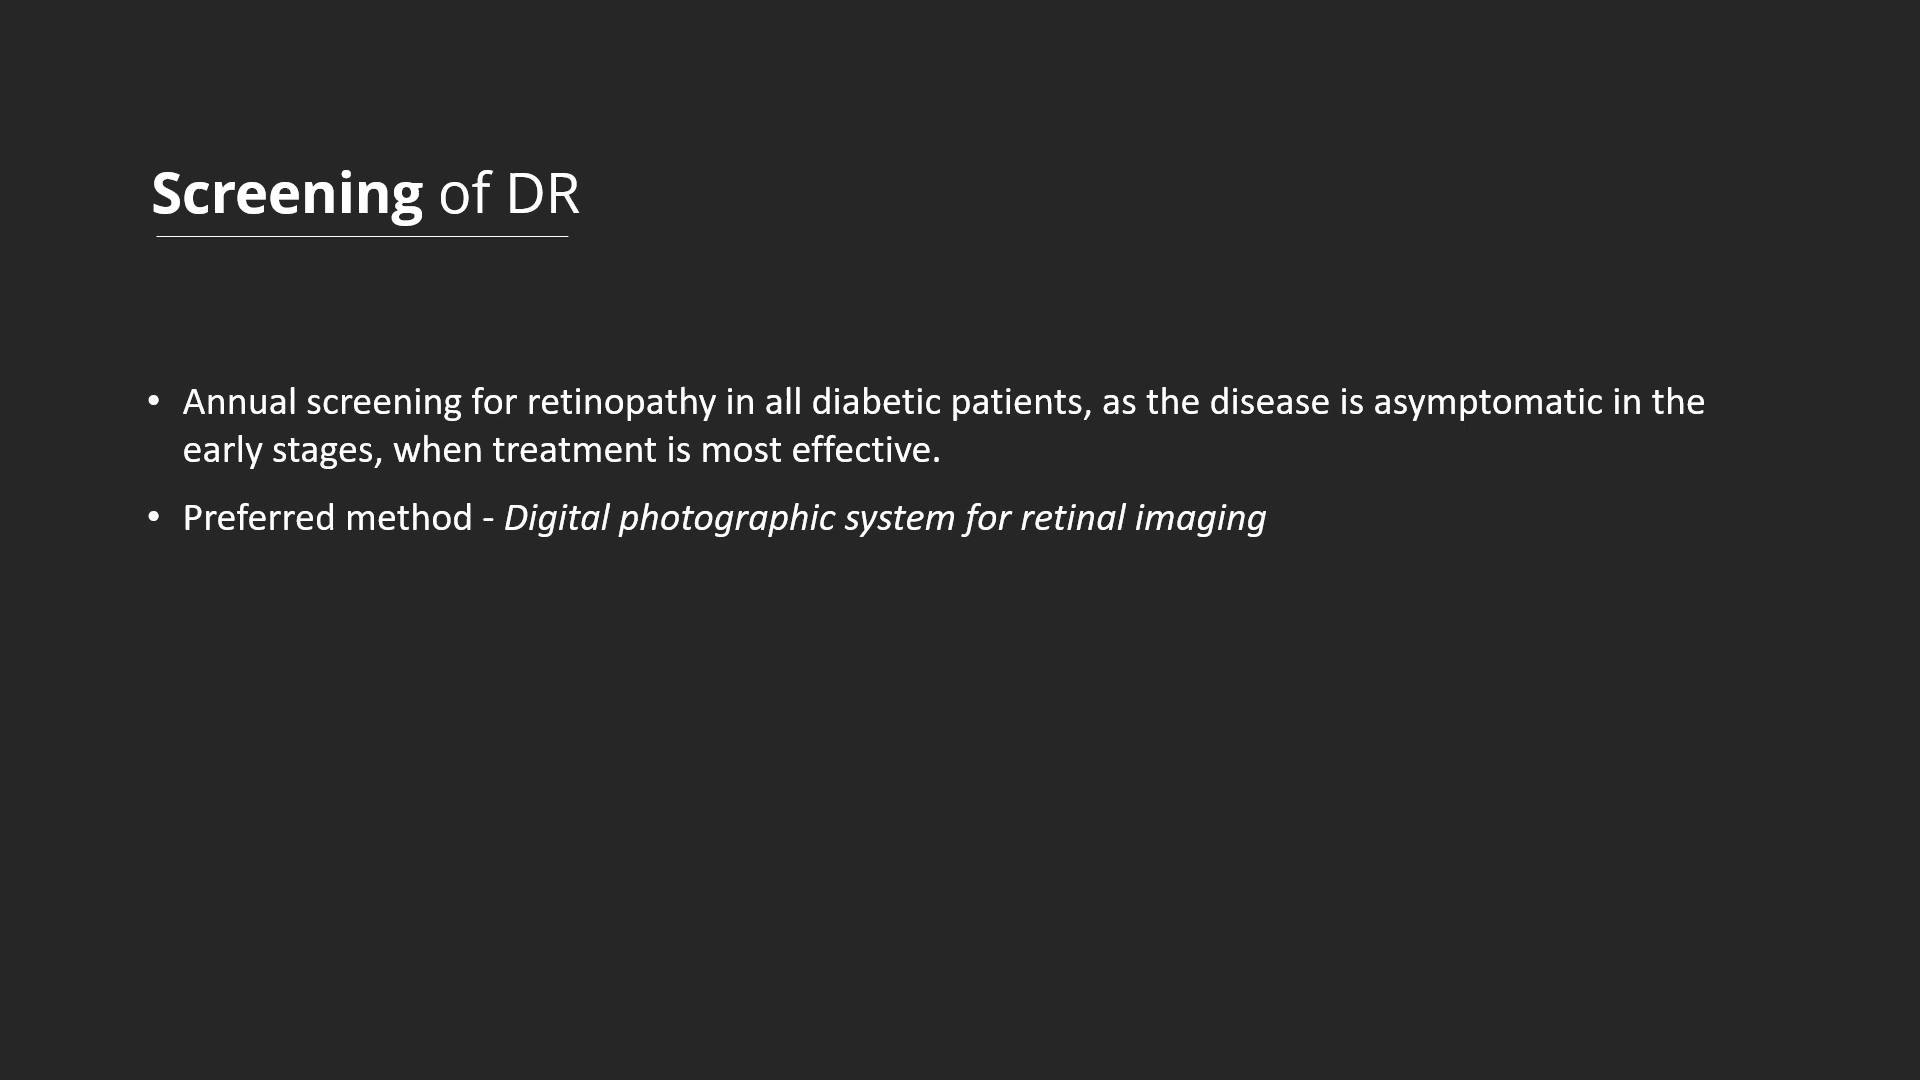 Screening of DR
• Annual screening for retinopathy in all diabetic patients, as the disease is asymptomatic in the
early stages, when treatment is most effective.
• Preferred method - Digital photographic system for retinal imaging